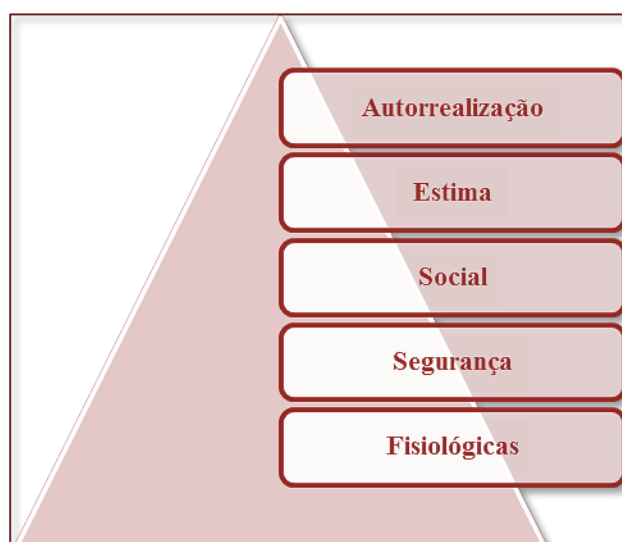 Autorrealização
Estima
Social
Segurança
Fisiológicas